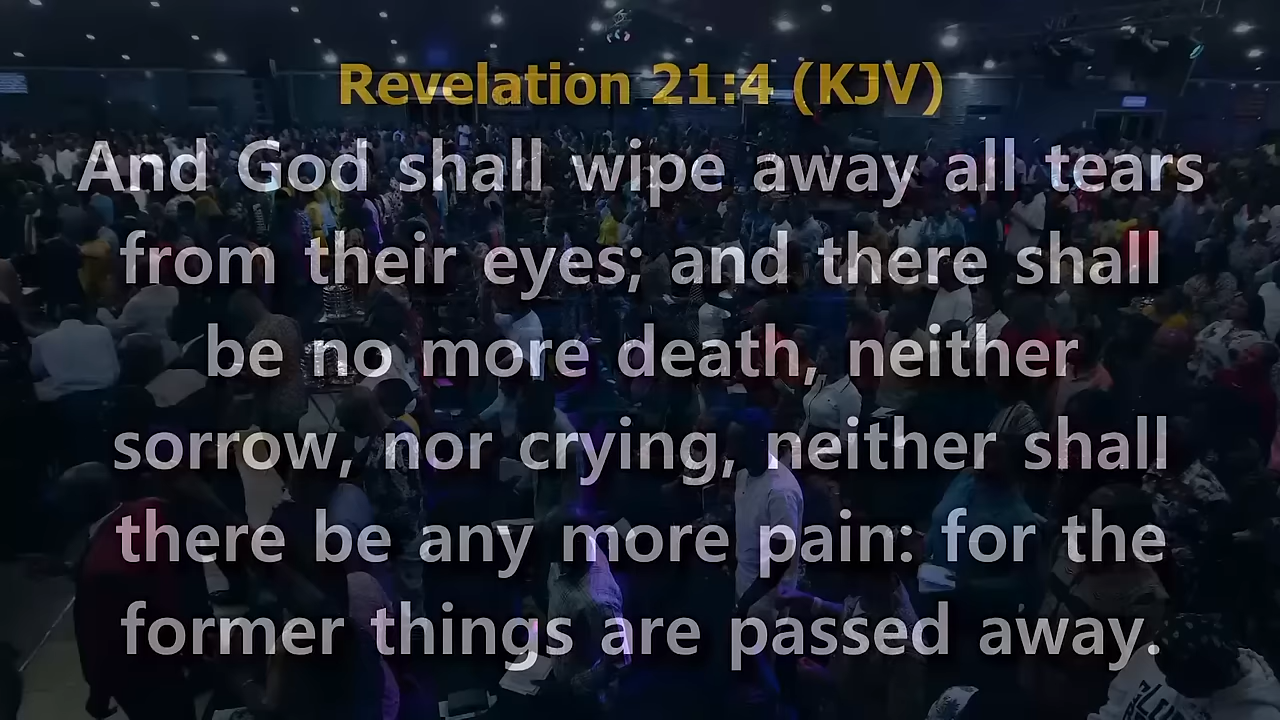 Revelation 21:4 (KJV)
And God shall wipe away all tears
from their eyes; and there shall
be no more death, neither
sorrow, nor crying, neither shall
there be any more pain: for the
former things are passed away.